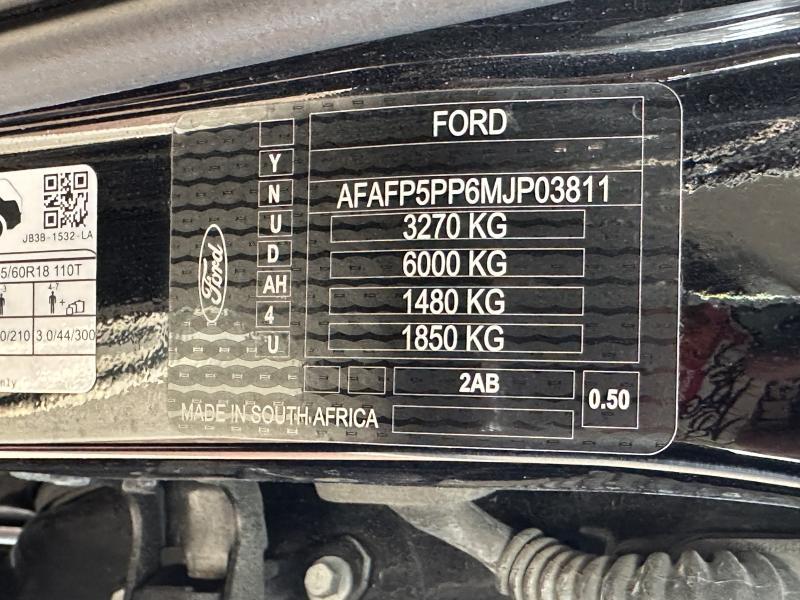 FORD
Y
N AFAFP5PP6MJP03811
U 3270 KG
D 6000 KG
AH 1480 KG
4 1850 KG
U
Ford
2AB
0.50
MADE IN SOUTH AFRICA
JB3B-1532-LA
5/60R18 110T
4-7
0/210 3,0/44/300
only